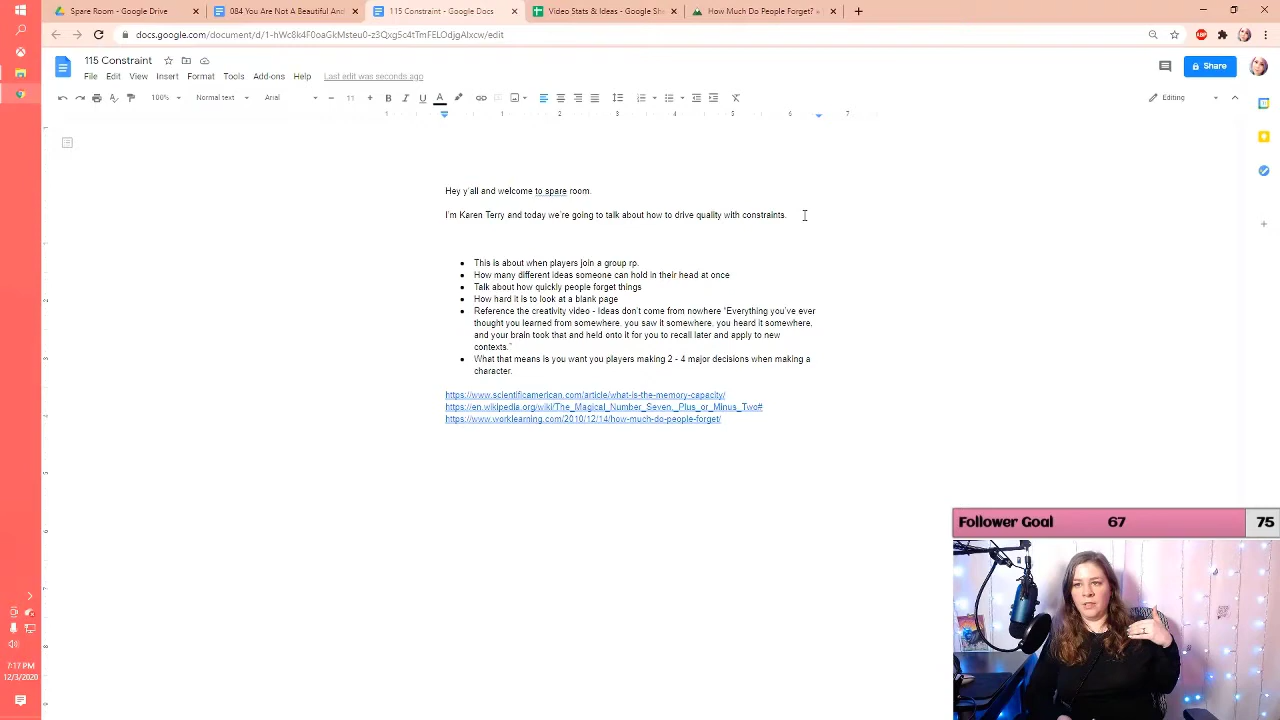 Spare Room - Google Drive
084 You Are Not A Beautiful And
115 Constraint - Google Docs
Video Stats & Ideas - Google She
How Much Do People Forget? «
docs.google.com/document/d/1-hWc8k4F0oaGkMsteu0-z3Qxg5c4tTmFELOdjgAIxcw/edit
115 Constraint
File Edit View Insert Format Tools Add-ons Help Last edit was seconds ago
Share
100% Normal text Arial 11
Editing
1 1 2 3 4 5 6 7
Hey y'all and welcome to spare room.
I'm Karen Terry and today we're going to talk about how to drive quality with constraints.
● This is about when players join a group rp.
● How many different ideas someone can hold in their head at once
● Talk about how quickly people forget things
● How hard it is to look at a blank page
● Reference the creativity video - Ideas don't come from nowhere "Everything you've ever
thought you learned from somewhere, you saw it somewhere, you heard it somewhere,
and your brain took that and held onto it for you to recall later and apply to new
contexts."
● What that means is you want you players making 2 - 4 major decisions when making a
character.
https://www.scientificamerican.com/article/what-is-the-memory-capacity/
https://en.wikipedia.org/wiki/The_Magical_Number_Seven,_Plus_or_Minus_Two#
https://www.worklearning.com/2010/12/14/how-much-do-people-forget/
Follower Goal 67 75
7:17 PM
12/3/2020